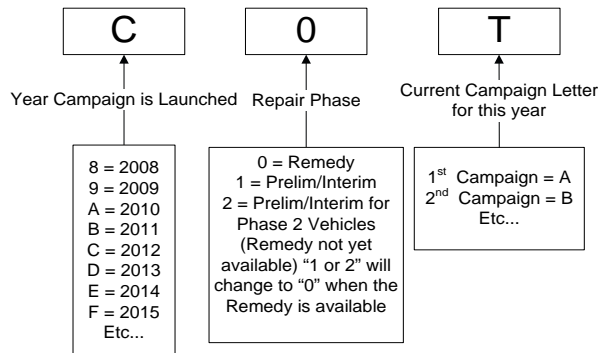 C 0 T
Year Campaign is Launched
Repair Phase
Current Campaign Letter
for this year
8 = 2008
9 = 2009
A = 2010
B = 2011
C = 2012
D = 2013
E = 2014
F = 2015
Etc...
0 = Remedy
1 = Prelim/Interim
2 = Prelim/Interim for
Phase 2 Vehicles
(Remedy not yet
available) “1 or 2” will
change to “0” when the
Remedy is available
1st Campaign = A
2nd Campaign = B
Etc...